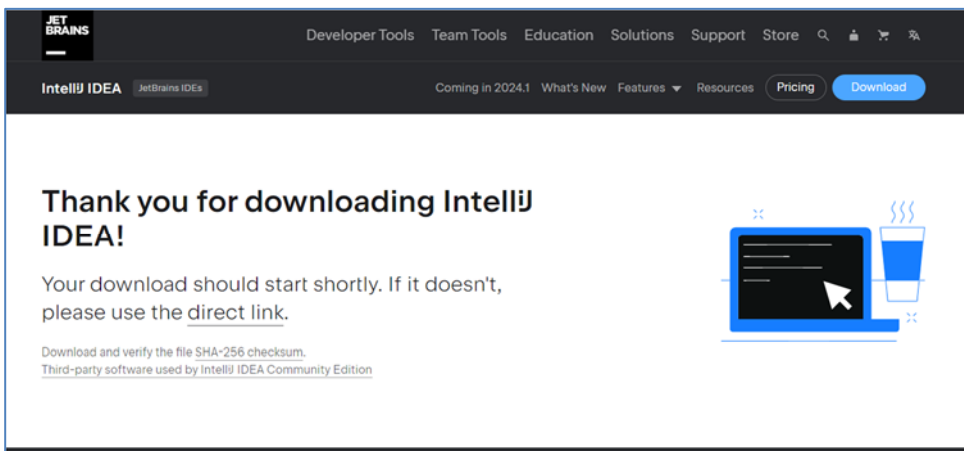 JET
BRAINS
Developer Tools Team Tools Education Solutions Support Store
IntelliJ IDEA JetBrains IDEs Coming in 2024.1 What's New Features Resources Pricing Download
Thank you for downloading IntelliJ
IDEA!
Your download should start shortly. If it doesn't,
please use the direct link.
Download and verify the file SHA-256 checksum.
Third-party software used by IntelliJ IDEA Community Edition